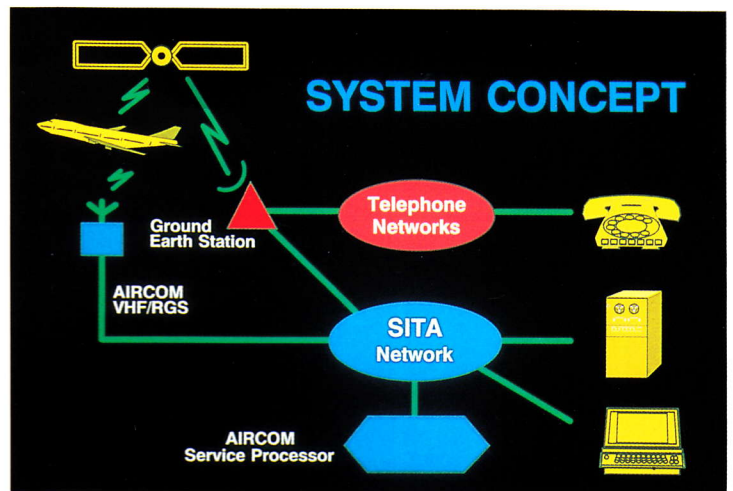 SYSTEM CONCEPT
Telephone
Networks
Ground
Earth Station
AIRCOM
VHF/RGS
SITA
Network
AIRCOM
Service Processor